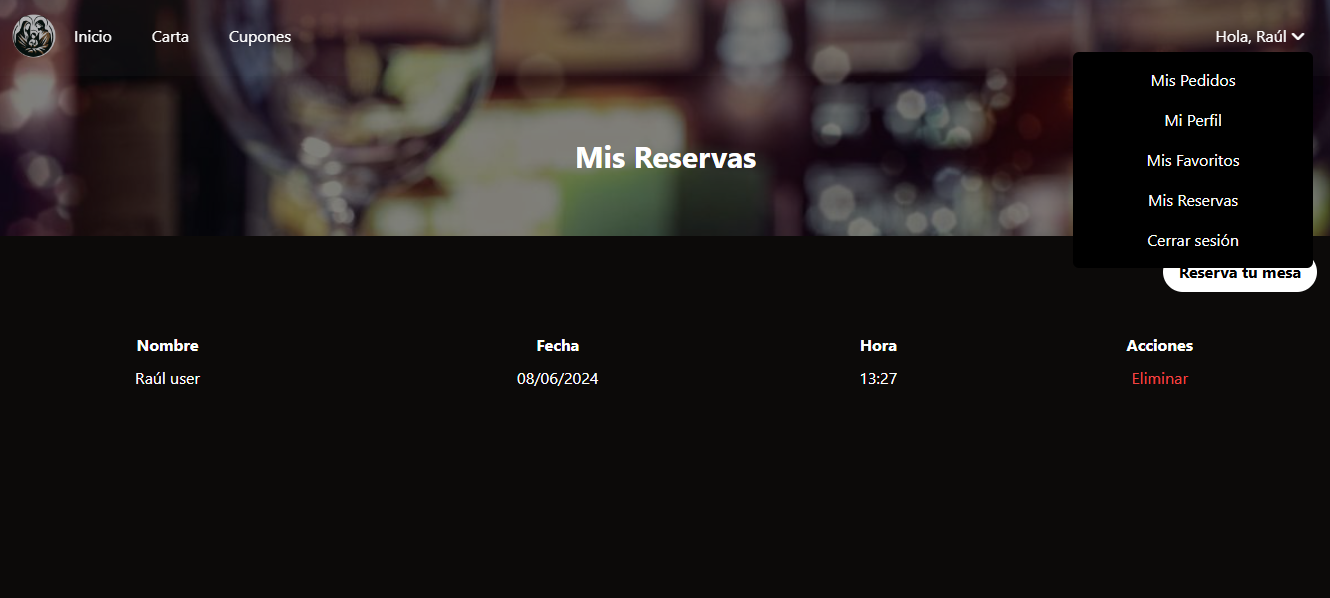 Inicio Carta Cupones Hola, Raúl
Mis Pedidos
Mi Perfil
Mis Reservas
Mis Favoritos
Mis Reservas
Cerrar sesión
Reserva tu mesa
Nombre Fecha Hora Acciones
Raúl user 08/06/2024 13:27 Eliminar